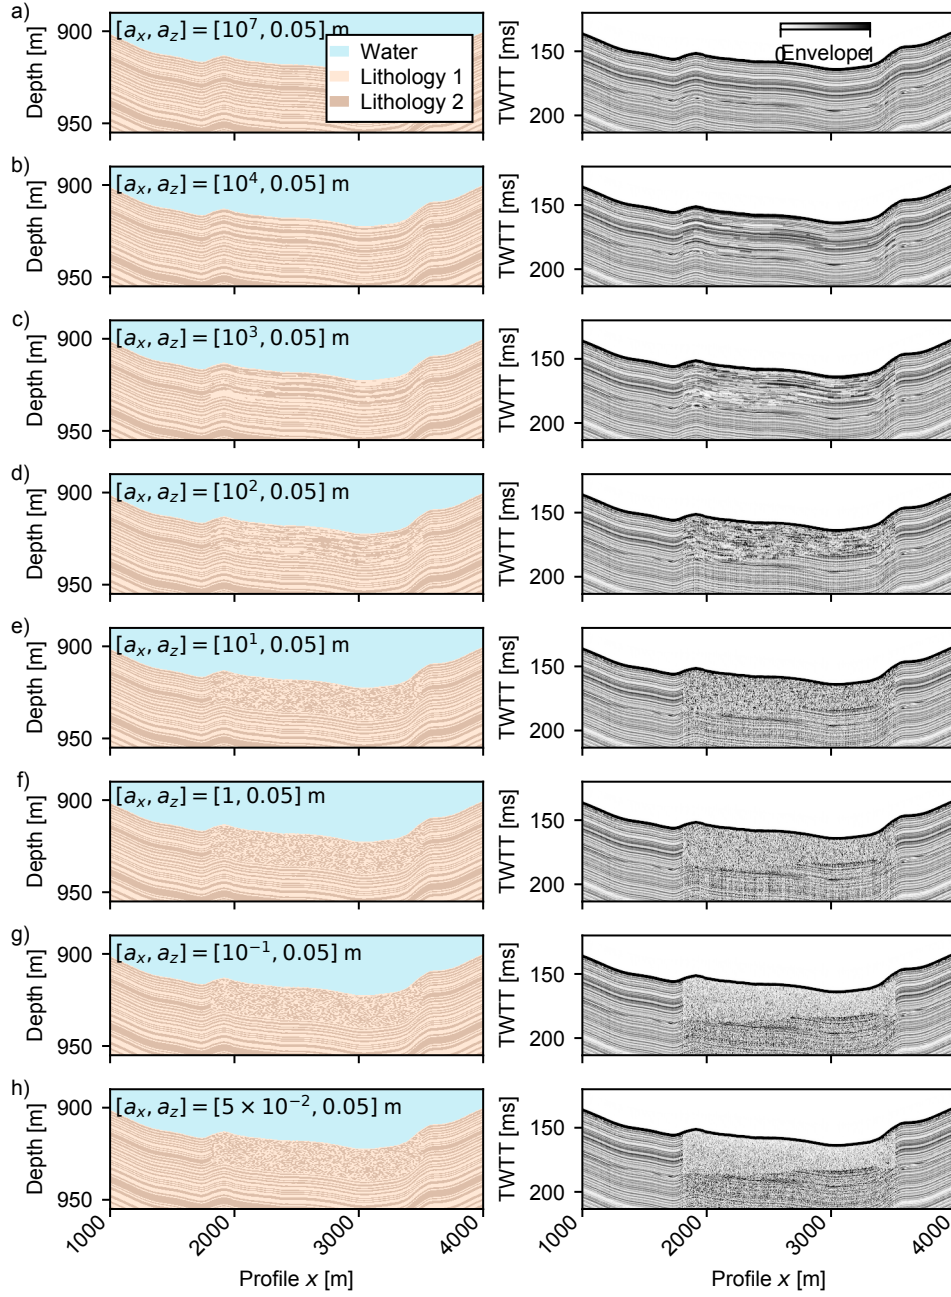 a)
Depth [m]
900
950
[a_x, a_z] = [10^7, 0.05] m
Water
Lithology 1
Lithology 2
TWTT [ms]
150
200
0 Envelope 1
b)
Depth [m]
900
950
[a_x, a_z] = [10^4, 0.05] m
TWTT [ms]
150
200
c)
Depth [m]
900
950
[a_x, a_z] = [10^3, 0.05] m
TWTT [ms]
150
200
d)
Depth [m]
900
950
[a_x, a_z] = [10^2, 0.05] m
TWTT [ms]
150
200
e)
Depth [m]
900
950
[a_x, a_z] = [10^1, 0.05] m
TWTT [ms]
150
200
f)
Depth [m]
900
950
[a_x, a_z] = [1, 0.05] m
TWTT [ms]
150
200
g)
Depth [m]
900
950
[a_x, a_z] = [10^−1, 0.05] m
TWTT [ms]
150
200
h)
Depth [m]
900
950
[a_x, a_z] = [5 × 10^−2, 0.05] m
TWTT [ms]
150
200
1000 2000 3000 4000
Profile x [m]
1000 2000 3000 4000
Profile x [m]